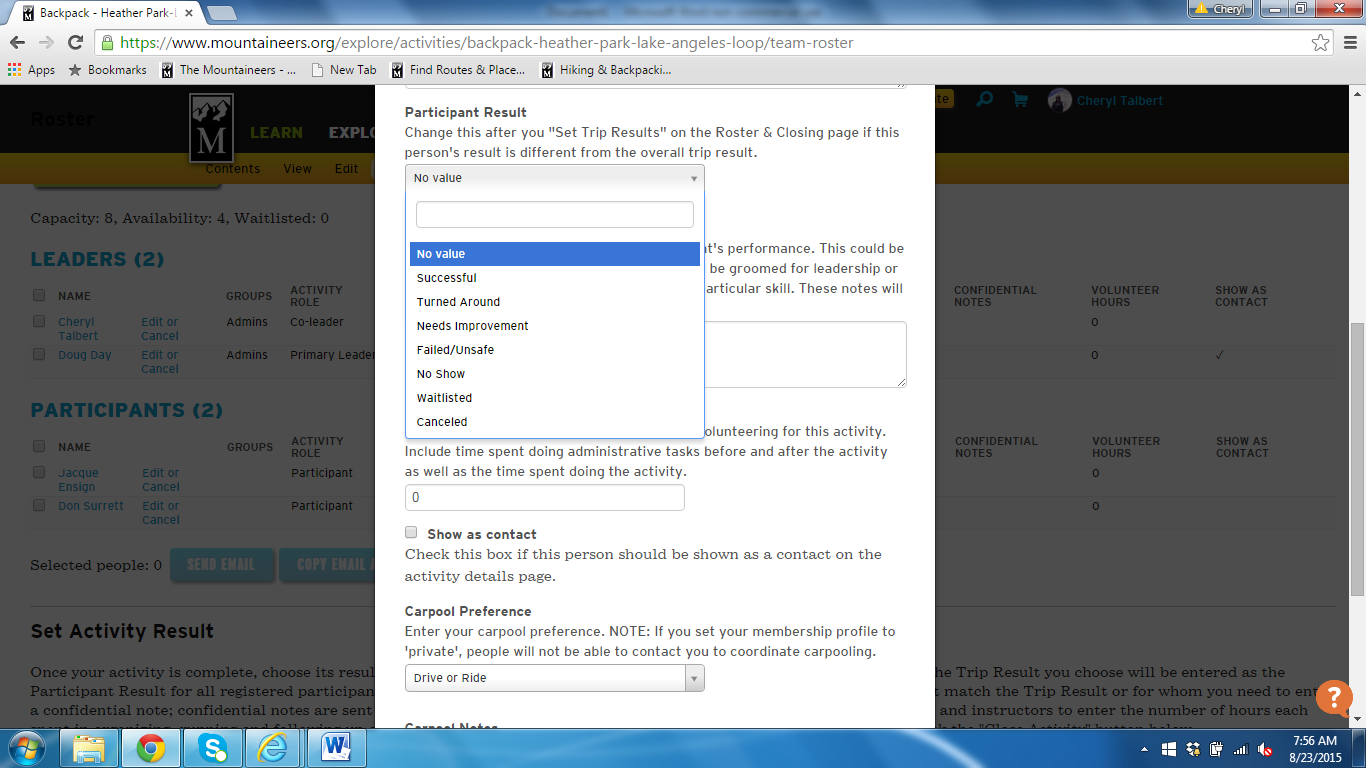 Backpack - Heather Park-L
Cheryl
https://www.mountaineers.org/explore/activities/backpack-heather-park-lake-angeles-loop/team-roster
Apps Bookmarks The Mountaineers - ... New Tab Find Routes & Place... Hiking & Backpacki...
Roster
M
LEARN EXPLO
Cheryl Talbert
Contents View Edit
Capacity: 8, Availability: 4, Waitlisted: 0
LEADERS (2)
NAME GROUPS ACTIVITY ROLE CONFIDENTIAL NOTES VOLUNTEER HOURS SHOW AS CONTACT
Cheryl Talbert Edit or Cancel Admins Co-leader 0
Doug Day Edit or Cancel Admins Primary Leader 0 ✓
PARTICIPANTS (2)
NAME GROUPS ACTIVITY ROLE CONFIDENTIAL NOTES VOLUNTEER HOURS SHOW AS CONTACT
Jacque Ensign Edit or Cancel Participant 0
Don Surrett Edit or Cancel Participant 0
Selected people: 0 SEND EMAIL COPY EMAIL A
Set Activity Result
Once your activity is complete, choose its resul
Participant Result for all registered participan
a confidential note; confidential notes are sent
the Trip Result you choose will be entered as the
t match the Trip Result or for whom you need to ent
and instructors to enter the number of hours each
Participant Result
Change this after you "Set Trip Results" on the Roster & Closing page if this
person's result is different from the overall trip result.
No value
No value
Successful
Turned Around
Needs Improvement
Failed/Unsafe
No Show
Waitlisted
Canceled
t's performance. This could be
be groomed for leadership or
articular skill. These notes will
olunteering for this activity.
Include time spent doing administrative tasks before and after the activity
as well as the time spent doing the activity.
0
Show as contact
Check this box if this person should be shown as a contact on the
activity details page.
Carpool Preference
Enter your carpool preference. NOTE: If you set your membership profile to
'private', people will not be able to contact you to coordinate carpooling.
Drive or Ride
Carpool Notes
?
7:56 AM
8/23/2015